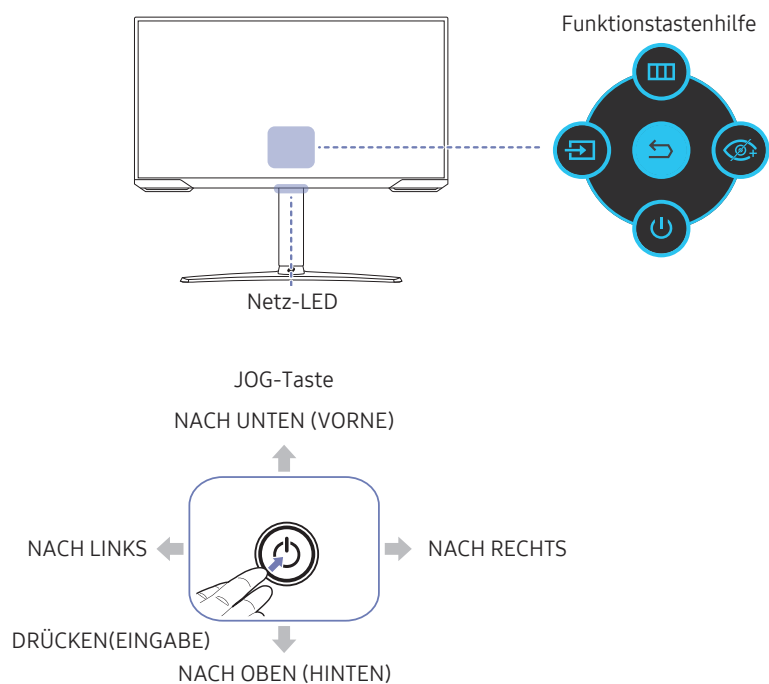 Funktionstastenhilfe
Netz-LED
JOG-Taste
NACH UNTEN (VORNE)
NACH LINKS
NACH RECHTS
DRÜCKEN(EINGABE)
NACH OBEN (HINTEN)